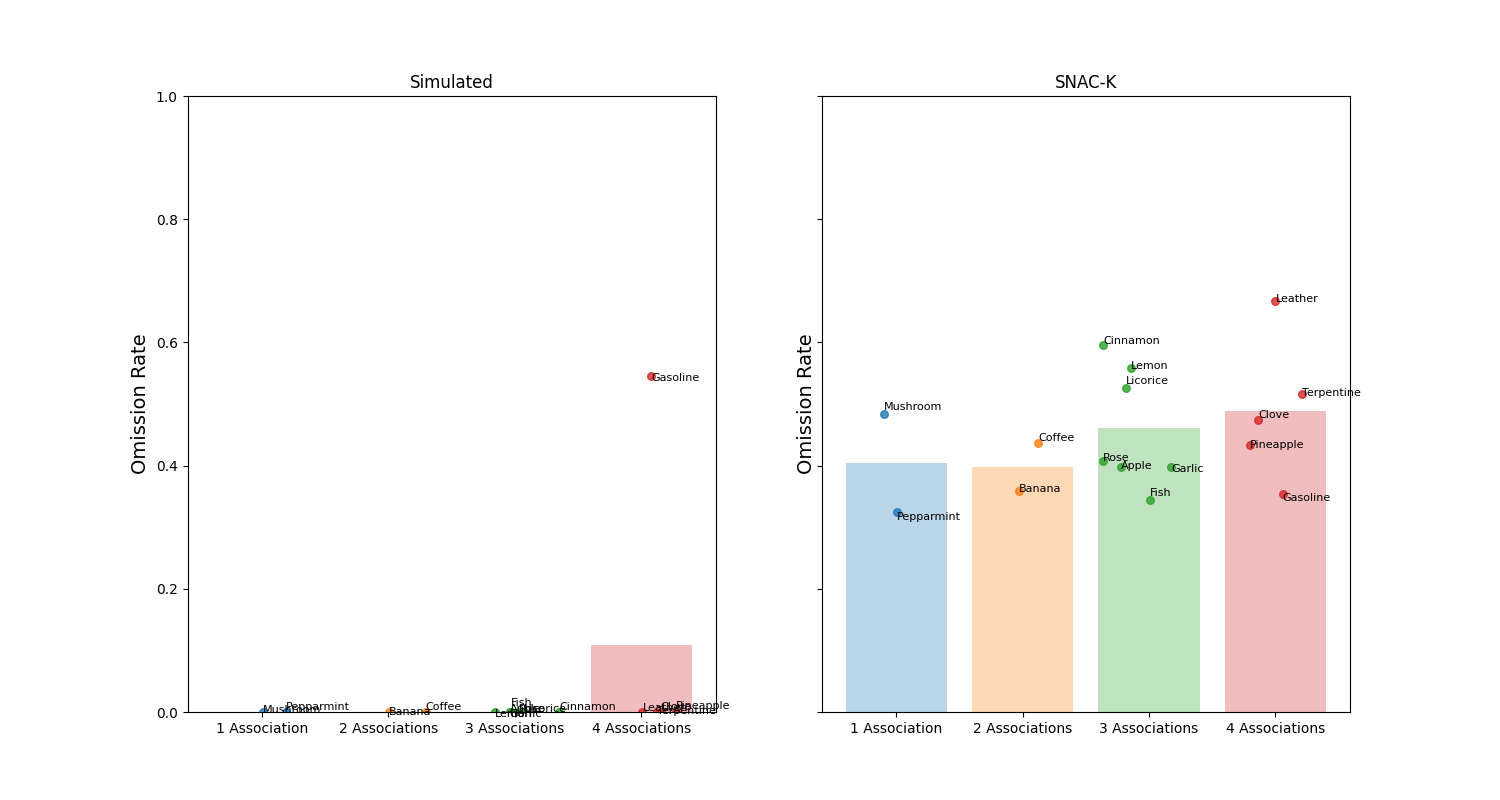 Simulated
Omission Rate
1.0
0.8
0.6
0.4
0.2
0.0
Gasoline
Mushroom
Pepparmint
Banana
Coffee
Fish
Licorice
Cinnamon
Leather
Clove
Pineapple
Terpentine
1 Association
2 Associations
3 Associations
4 Associations
SNAC-K
Omission Rate
Leather
Cinnamon
Lemon
Licorice
Terpentine
Mushroom
Clove
Coffee
Pineapple
Rose
Apple
Garlic
Banana
Fish
Gasoline
Pepparmint
1 Association
2 Associations
3 Associations
4 Associations